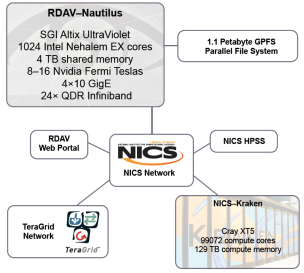 RDAV–Nautilus
SGI Altix UltraViolet
1024 Intel Nehalem EX cores
4 TB shared memory
8–16 Nvidia Fermi Teslas
4×10 GigE
24× QDR Infiniband
1.1 Petabyte GPFS
Parallel File System
RDAV
Web Portal
NICS
NICS Network
NICS HPSS
TeraGrid
Network
TeraGrid™
NICS–Kraken
Cray XT5
99072 compute cores
129 TB compute memory